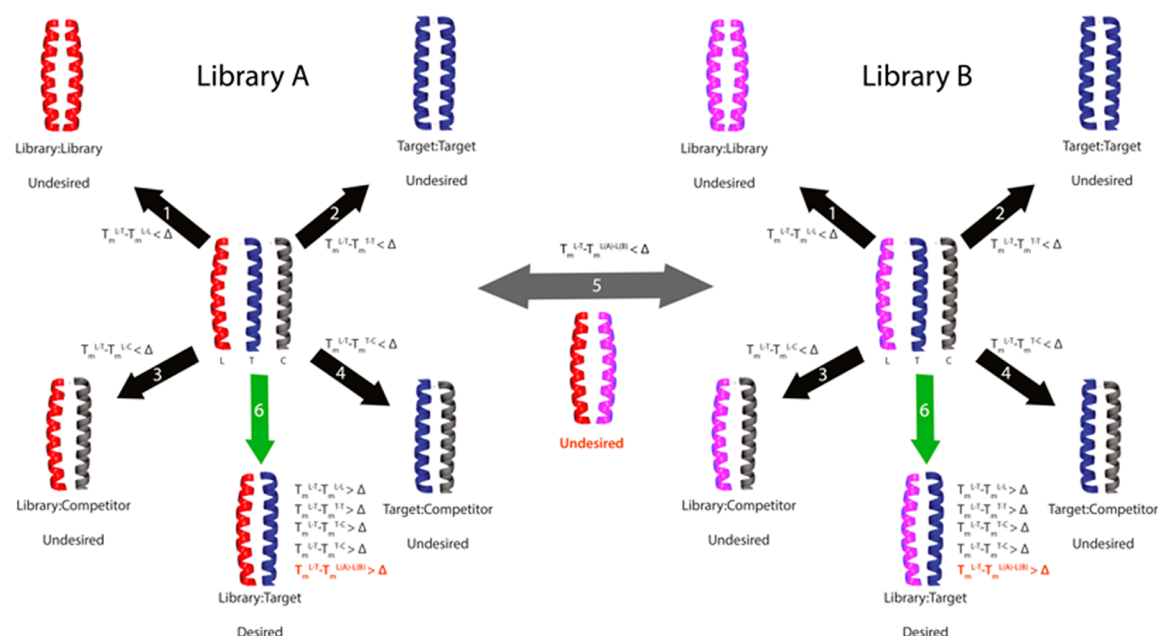 Library A
Library B
Library:Library
Undesired
Target:Target
Undesired
1
T_m^{L-T}-T_m^{L-L}< Δ
2
T_m^{L-T}-T_m^{T-T}< Δ
L T C
T_m^{L-T}-T_m^{L-C}< Δ
3
T_m^{L-T}-T_m^{T-C}< Δ
4
6
Library:Competitor
Undesired
Target:Competitor
Undesired
T_m^{L-T}-T_m^{L-L}> Δ
T_m^{L-T}-T_m^{T-T}> Δ
T_m^{L-T}-T_m^{T-C}> Δ
T_m^{L-T}-T_m^{T-C}> Δ
T_m^{L-T}-T_m^{L(A)-L(B)}> Δ
Library:Target
Desired
T_m^{L-T}-T_m^{L(A)-L(B)}< Δ
5
Undesired
Library:Library
Undesired
Target:Target
Undesired
1
T_m^{L-T}-T_m^{L-L}< Δ
2
T_m^{L-T}-T_m^{T-T}< Δ
L T C
T_m^{L-T}-T_m^{L-C}< Δ
3
T_m^{L-T}-T_m^{T-C}< Δ
4
6
Library:Competitor
Undesired
Target:Competitor
Undesired
T_m^{L-T}-T_m^{L-L}> Δ
T_m^{L-T}-T_m^{T-T}> Δ
T_m^{L-T}-T_m^{T-C}> Δ
T_m^{L-T}-T_m^{T-C}> Δ
T_m^{L-T}-T_m^{L(A)-L(B)}> Δ
Library:Target
Desired